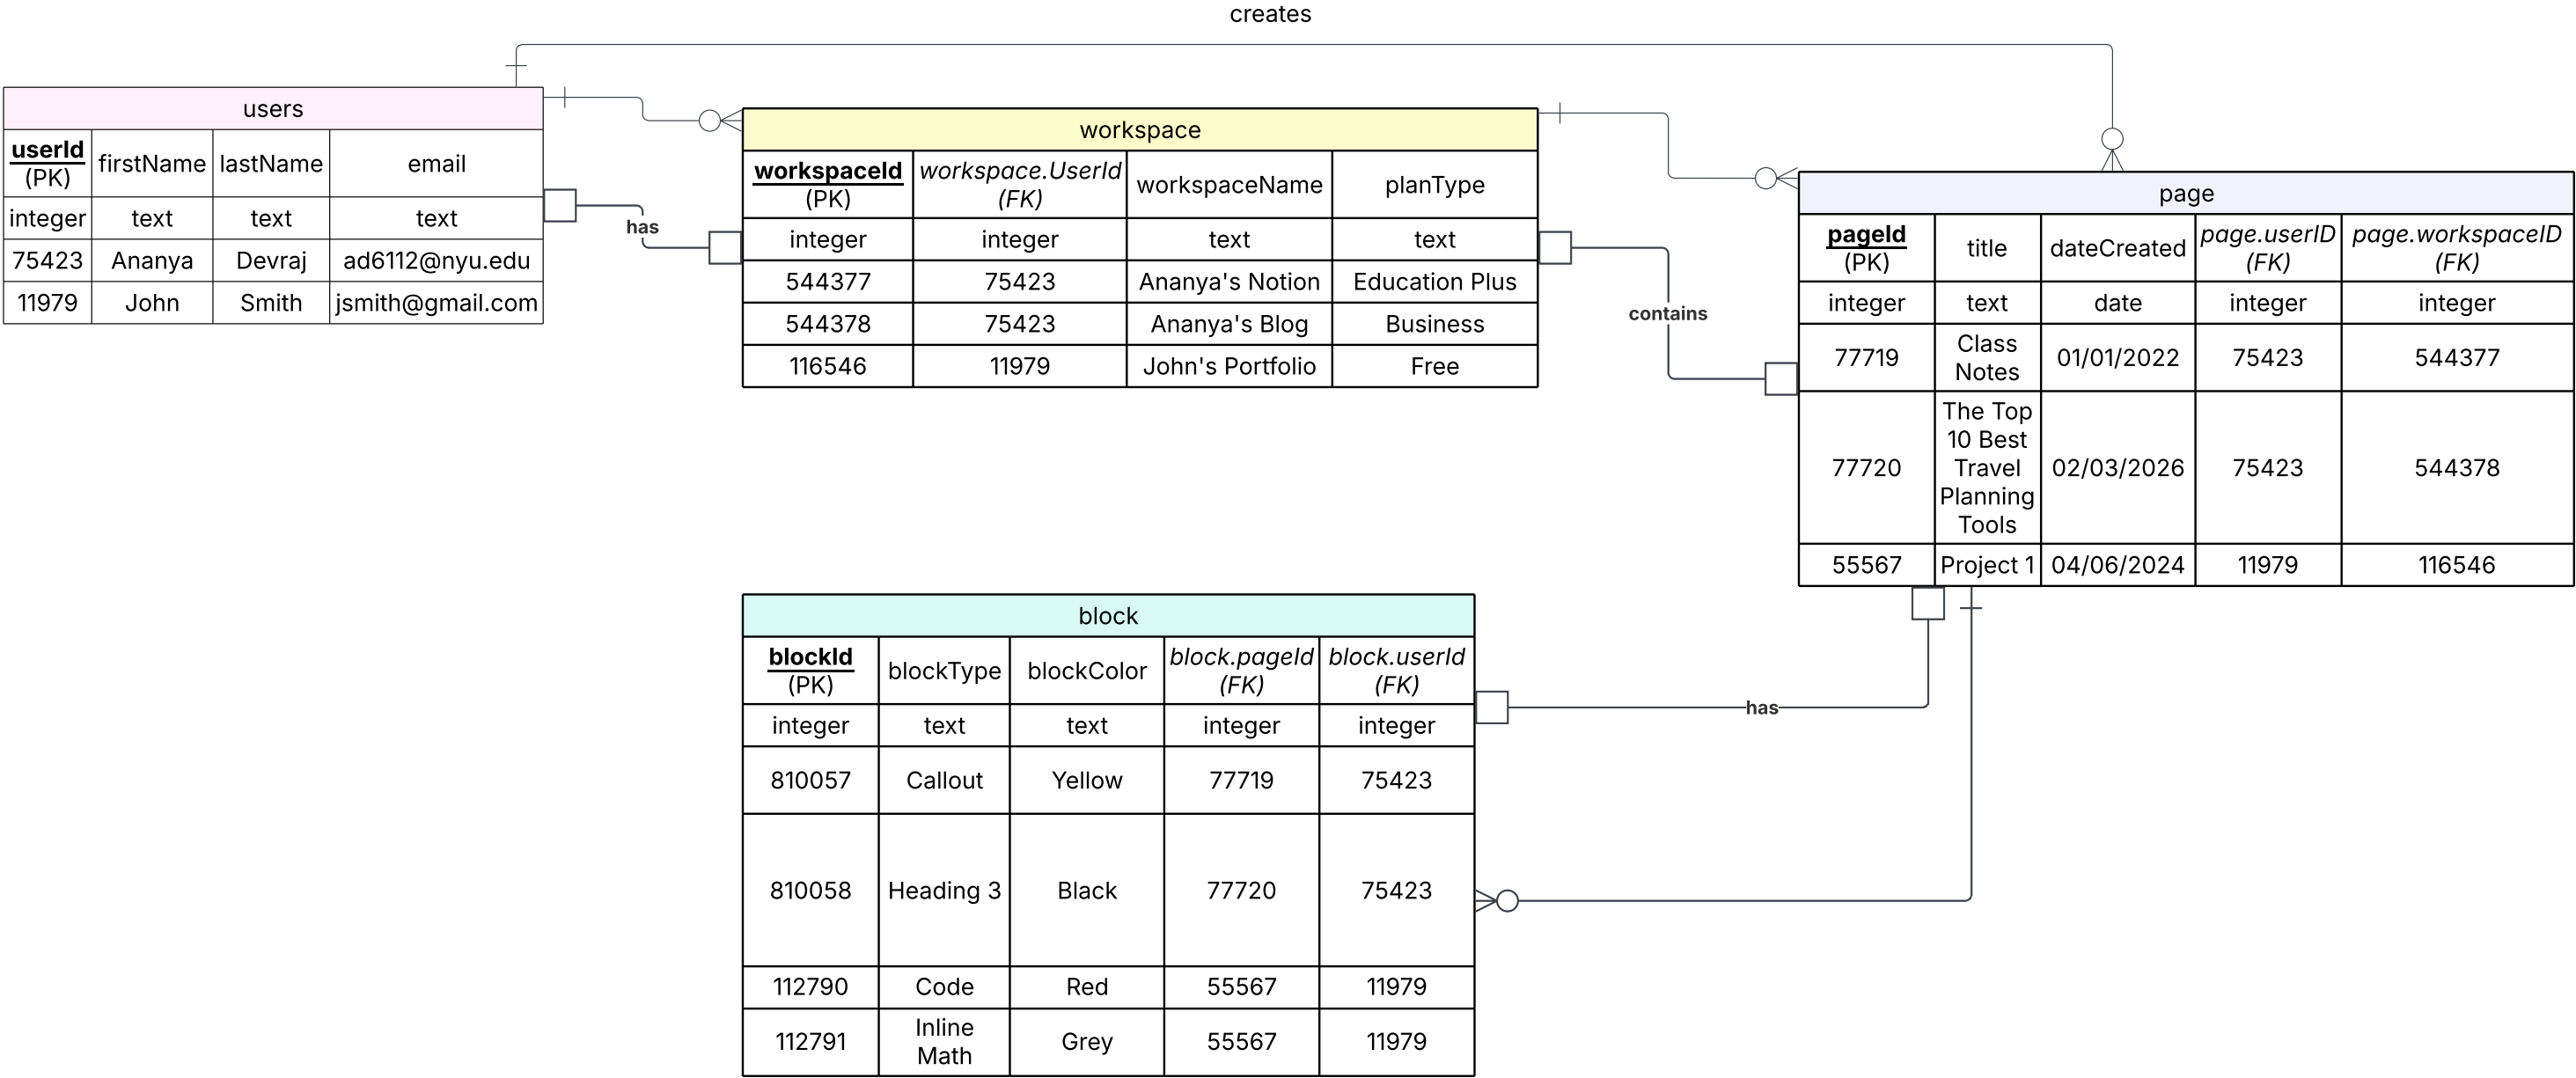 creates
users
userId
(PK)
firstName
lastName
email
integer
text
text
text
75423
Ananya
Devraj
ad6112@nyu.edu
11979
John
Smith
jsmith@gmail.com
has
workspace
workspaceId
(PK)
workspace.UserId
(FK)
workspaceName
planType
integer
integer
text
text
544377
75423
Ananya's Notion
Education Plus
544378
75423
Ananya's Blog
Business
116546
11979
John's Portfolio
Free
contains
page
pageId
(PK)
title
dateCreated
page.userID
(FK)
page.workspaceID
(FK)
integer
text
date
integer
integer
77719
Class
Notes
01/01/2022
75423
544377
77720
The Top
10 Best
Travel
Planning
Tools
02/03/2026
75423
544378
55567
Project 1
04/06/2024
11979
116546
block
blockId
(PK)
blockType
blockColor
block.pageId
(FK)
block.userId
(FK)
integer
text
text
integer
integer
810057
Callout
Yellow
77719
75423
810058
Heading 3
Black
77720
75423
112790
Code
Red
55567
11979
112791
Inline
Math
Grey
55567
11979
has